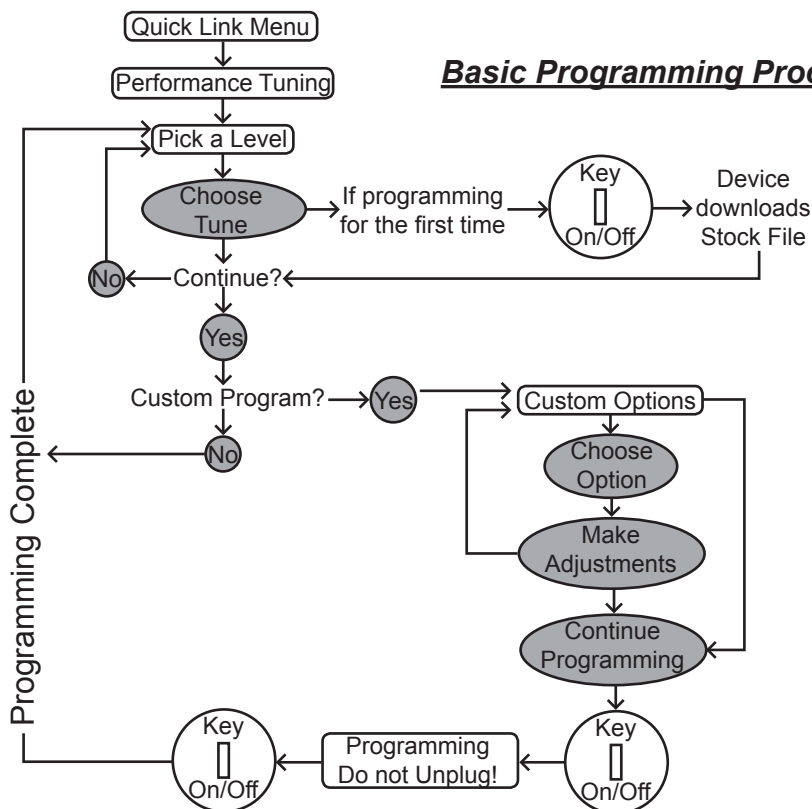 Quick Link Menu
Basic Programming Proc
Performance Tuning
Pick a Level
Choose
Tune
If programming
for the first time
Key
On/Off
Device
downloads
Stock File
No
Continue?
Yes
Custom Program?
Yes
Custom Options
No
Choose
Option
Make
Adjustments
Continue
Programming
Key
On/Off
Programming
Do not Unplug!
Key
On/Off
Programming Complete